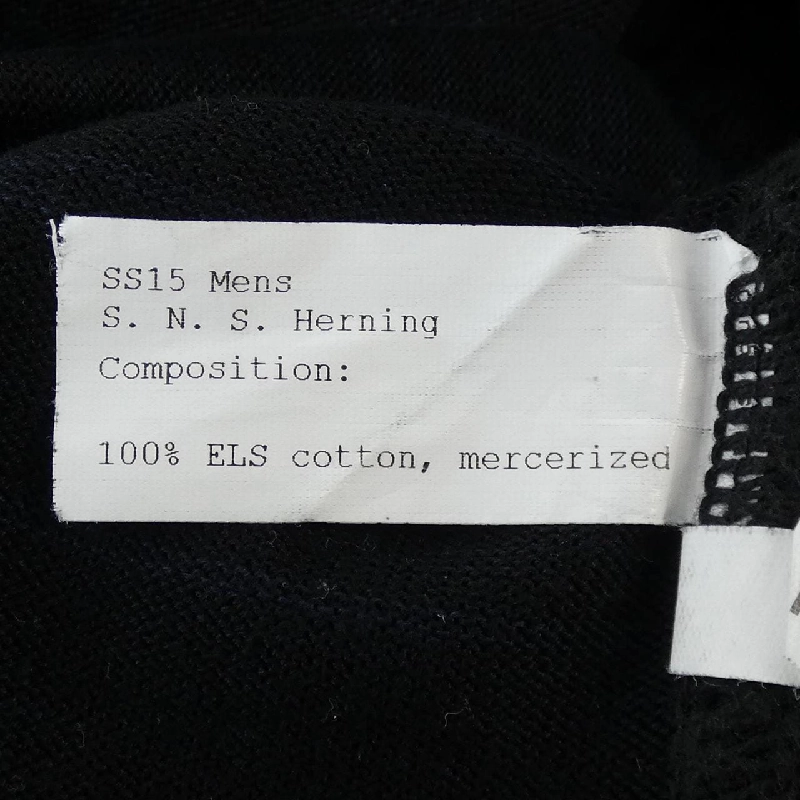 SS15 Mens
S. N. S. Herning
Composition:
100% ELS cotton, mercerized